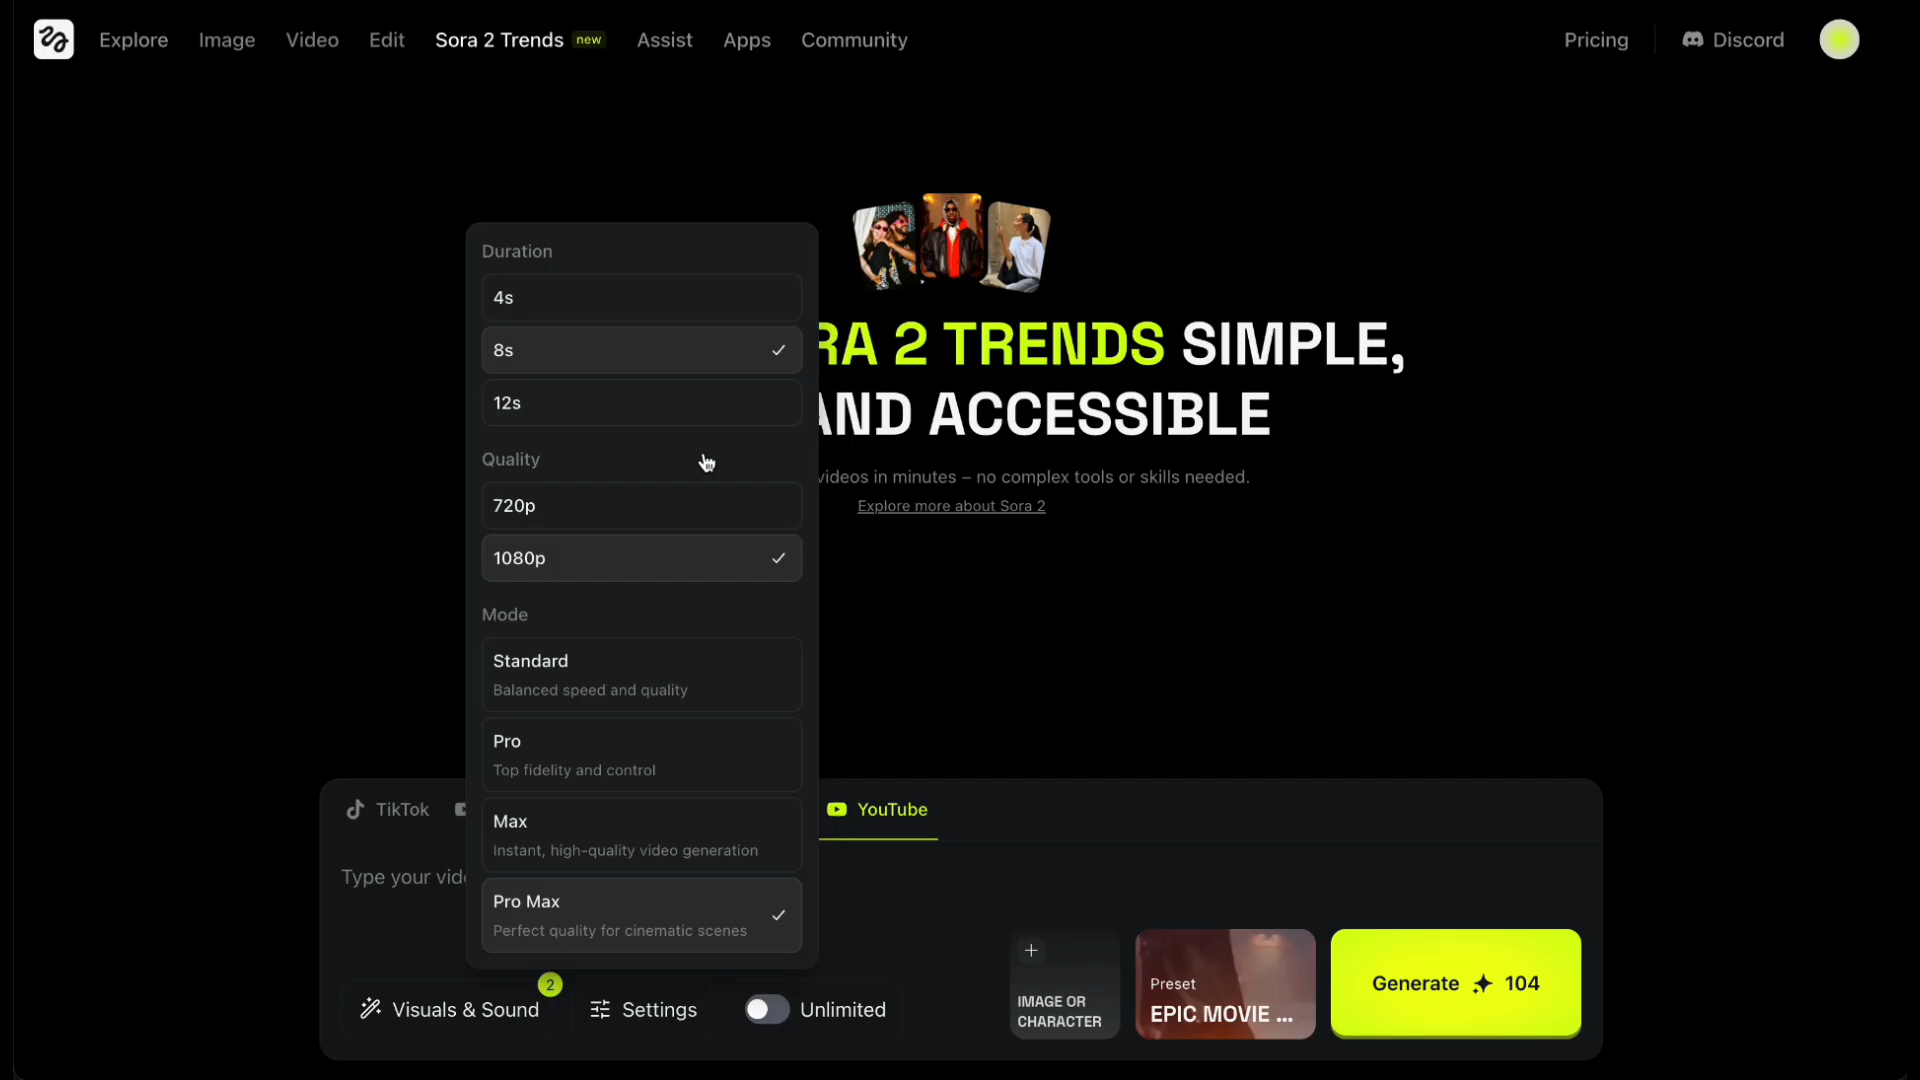 Explore
Image
Video
Edit
Sora 2 Trends new
Assist
Apps
Community
Pricing
Discord
Duration
4s
8s
12s
Quality
720p
1080p
Mode
Standard
Balanced speed and quality
Pro
Top fidelity and control
Max
Instant, high-quality video generation
Pro Max
Perfect quality for cinematic scenes
RA 2 TRENDS SIMPLE,
AND ACCESSIBLE
videos in minutes – no complex tools or skills needed.
Explore more about Sora 2
TikTok
YouTube
Type your vid
2
Visuals & Sound
Settings
Unlimited
IMAGE OR
CHARACTER
Preset
EPIC MOVIE ...
Generate 104